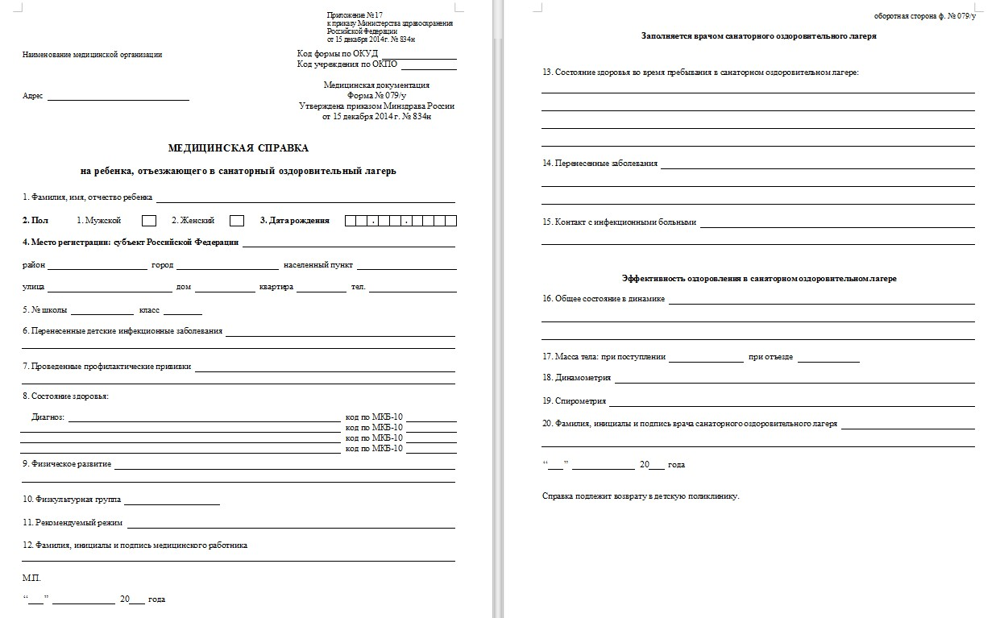 Приложение № 17
к приказу Министерства здравоохранения
Российской Федерации
от 15 декабря 2014 г. № 834н
Наименование медицинской организации
Код формы по ОКУД
Код учреждения по ОКПО
Медицинская документация
Адрес
Форма № 079/у
Утверждена приказом Минздрава России
от 15 декабря 2014 г. № 834н
МЕДИЦИНСКАЯ СПРАВКА
на ребенка, отъезжающего в санаторный оздоровительный лагерь
1. Фамилия, имя, отчество ребенка
2. Пол 1. Мужской 2. Женский 3. Дата рождения . .
4. Место регистрации: субъект Российской Федерации
район город населенный пункт
улица дом квартира тел.
5. № школы класс
6. Перенесенные детские инфекционные заболевания
7. Проведенные профилактические прививки
8. Состояние здоровья:
Диагноз: код по МКБ-10
код по МКБ-10
код по МКБ-10
код по МКБ-10
9. Физическое развитие
10. Физкультурная группа
11. Рекомендуемый режим
12. Фамилия, инициалы и подпись медицинского работника
М.П.
“___” ____________ 20___ года
оборотная сторона ф. № 079/у
Заполняется врачом санаторного оздоровительного лагеря
13. Состояние здоровья во время пребывания в санаторном оздоровительном лагере:
14. Перенесенные заболевания
15. Контакт с инфекционными больными
Эффективность оздоровления в санаторном оздоровительном лагере
16. Общее состояние в динамике
17. Масса тела: при поступлении при отъезде
18. Динамометрия
19. Спирометрия
20. Фамилия, инициалы и подпись врача санаторного оздоровительного лагеря
“___” ____________ 20___ года
Справка подлежит возврату в детскую поликлинику.